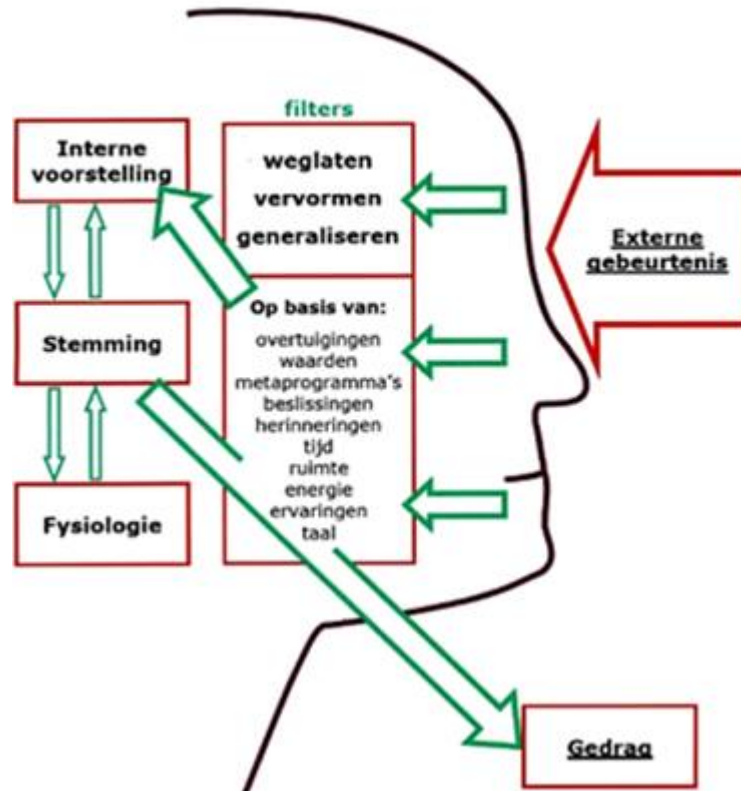 filters
Interne
voorstelling
weglaten
vervormen
generaliseren
Externe
gebeurtenis
Op basis van:
overtuigingen
waarden
metaprogramma's
beslissingen
herinneringen
tijd
ruimte
energie
ervaringen
taal
Stemming
Fysiologie
Gedrag